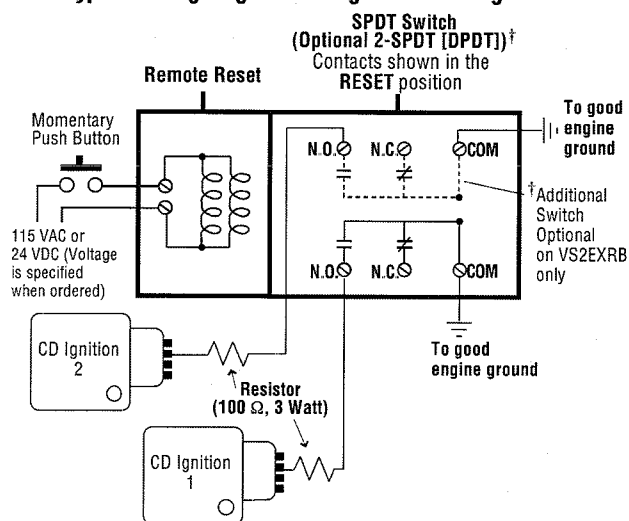 SPDT Switch
(Optional 2-SPDT [DPDT])†
Contacts shown in the
RESET position
Remote Reset
Momentary
Push Button
To good
engine
ground
N.O.
N.C.
COM
†Additional
Switch
Optional
on VS2EXRB
only
115 VAC or
24 VDC (Voltage
is specified
when ordered)
N.O.
N.C.
COM
To good
engine ground
CD Ignition
2
Resistor
(100 Ω, 3 Watt)
CD Ignition
1